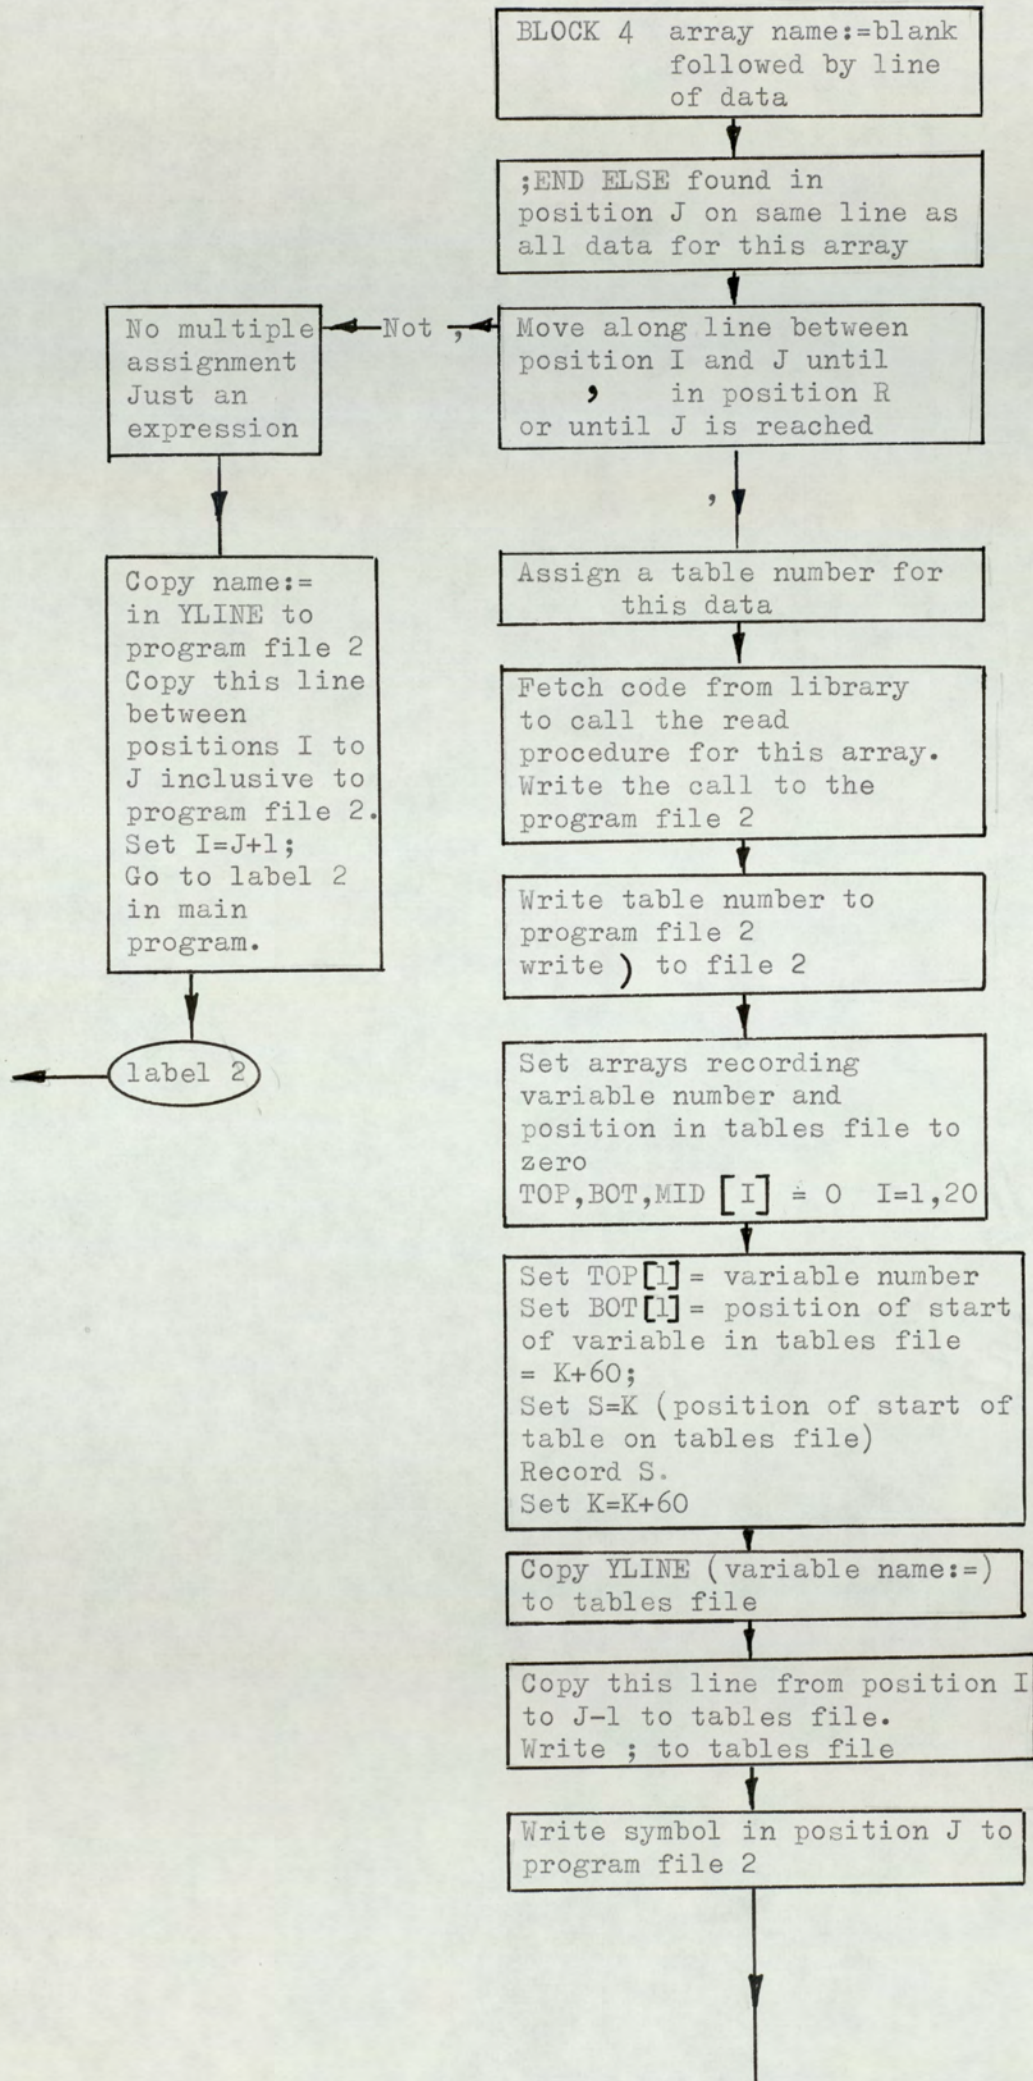 BLOCK 4 array name:=blank
followed by line
of data
;END ELSE found in
position J on same line as
all data for this array
Move along line between
position I and J until
, in position R
or until J is reached
Not ,
No multiple
assignment
Just an
expression
Copy name:=
in YLINE to
program file 2
Copy this line
between
positions I to
J inclusive to
program file 2.
Set I=J+1;
Go to label 2
in main
program.
label 2
,
Assign a table number for
this data
Fetch code from library
to call the read
procedure for this array.
Write the call to the
program file 2
Write table number to
program file 2
write ) to file 2
Set arrays recording
variable number and
position in tables file to
zero
TOP,BOT,MID [I] = 0 I=1,20
Set TOP[1]= variable number
Set BOT[1]= position of start
of variable in tables file
= K+60;
Set S=K (position of start of
table on tables file)
Record S.
Set K=K+60
Copy YLINE (variable name:=)
to tables file
Copy this line from position I
to J-1 to tables file.
Write ; to tables file
Write symbol in position J to
program file 2